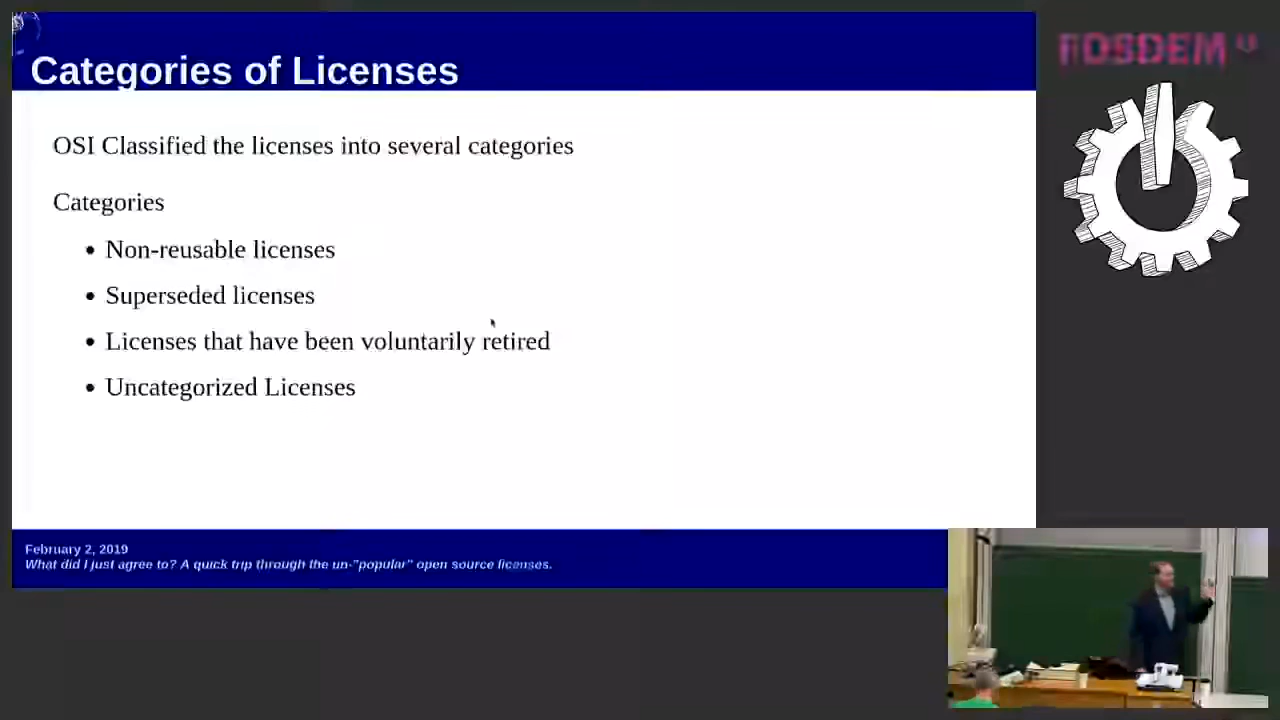 Categories of Licenses
FOSDEM
OSI Classified the licenses into several categories
Categories
• Non-reusable licenses
• Superseded licenses
• Licenses that have been voluntarily retired
• Uncategorized Licenses
February 2, 2019
What did I just agree to? A quick trip through the un-"popular" open source licenses.